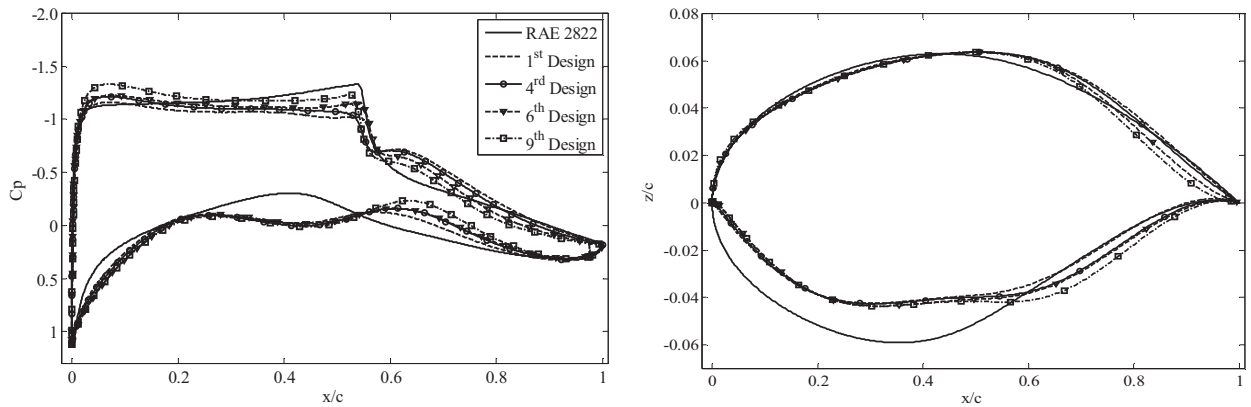 -2.0
-1.5
-1.0
-0.5
0
0.5
1
Cp
0 0.2 0.4 0.6 0.8 1
x/c
RAE 2822
1st Design
4rd Design
6th Design
9th Design
0.08
0.06
0.04
0.02
0
-0.02
-0.04
-0.06
z/c
0 0.2 0.4 0.6 0.8 1
x/c